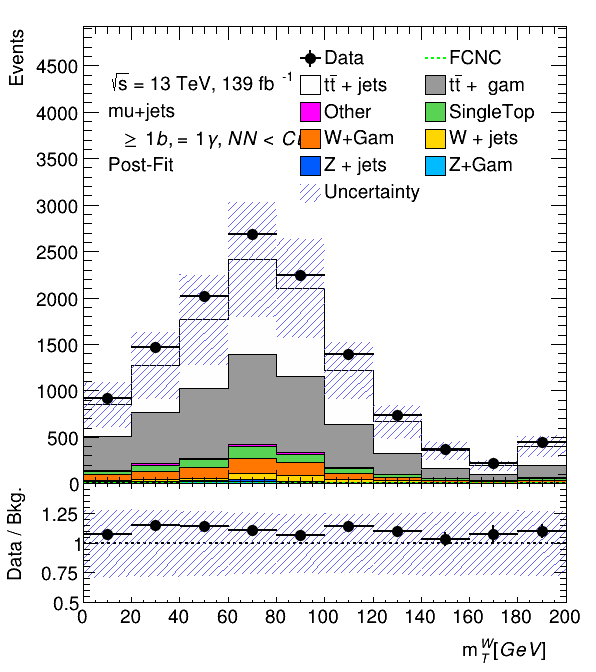 Events
4500
4000
3500
3000
2500
2000
1500
1000
500
0
√s = 13 TeV, 139 fb⁻¹
mu+jets
≥ 1b, = 1γ, NN <
Post-Fit
Data
FCNC
tt̄ + jets
tt̄ + gam
Other
SingleTop
W+Gam
W + jets
Z + jets
Z+Gam
Uncertainty
Data / Bkg.
1.25
1
0.75
0.5
0 20 40 60 80 100 120 140 160 180 200
m_T^W[GeV]